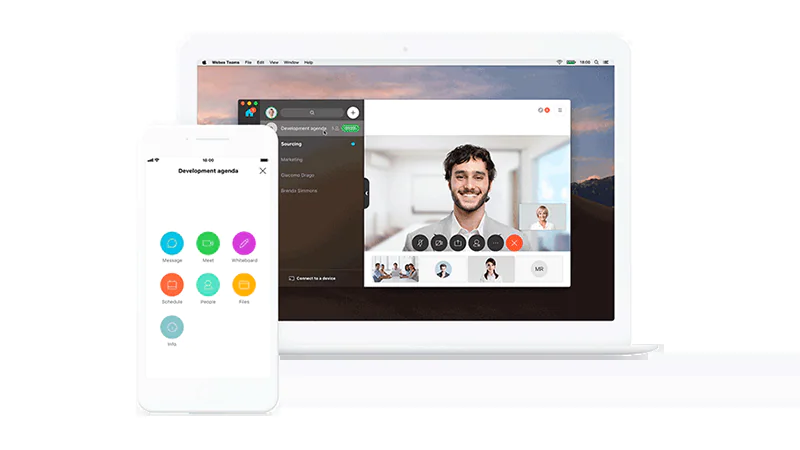 Webex Teams File Edit View Window Help
18:00
Development agenda
Sourcing
Marketing
Giacomo Drago
Brenda Simmons
Connect to a device
MR
18:00
Development agenda
Message Meet Whiteboard
Schedule People Files
Info